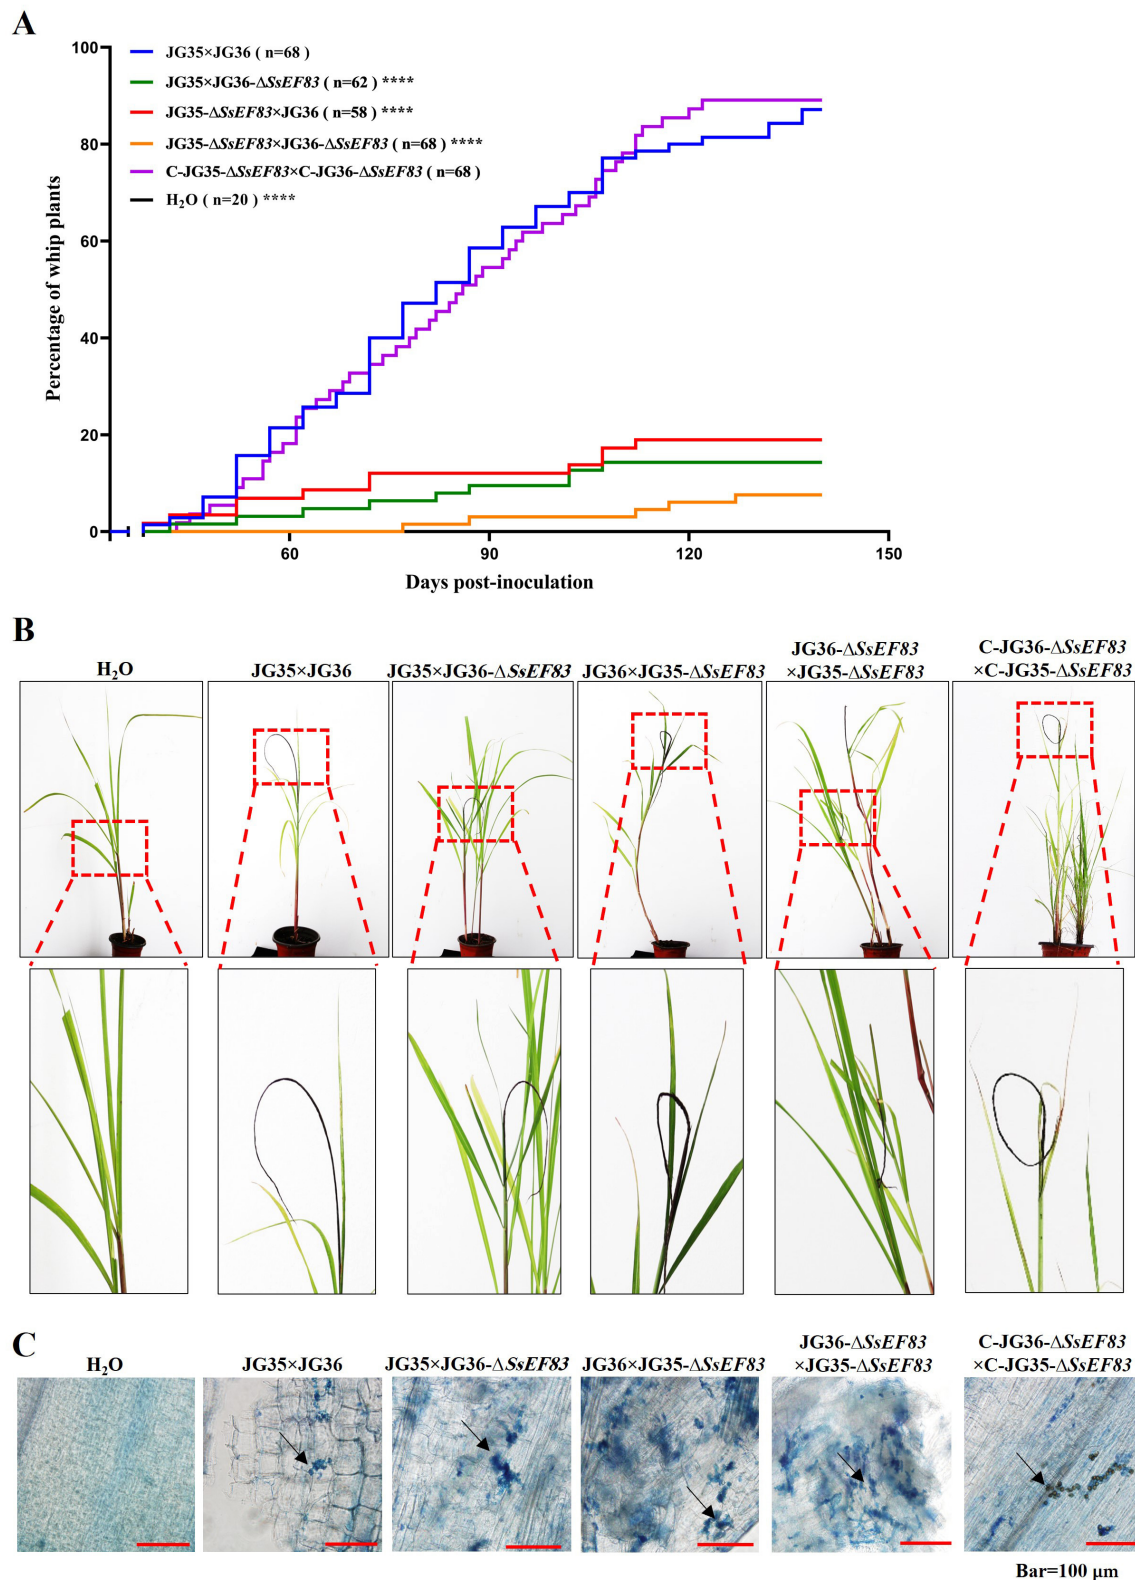 A
100
80
60
40
20
0
60
90
120
150
Percentage of whip plants
Days post-inoculation
JG35×JG36 ( n=68 )
JG35×JG36-ΔSsEF83 ( n=62 ) ****
JG35-ΔSsEF83×JG36 ( n=58 ) ****
JG35-ΔSsEF83×JG36-ΔSsEF83 ( n=68 ) ****
C-JG35-ΔSsEF83×C-JG36-ΔSsEF83 ( n=68 )
H₂O ( n=20 ) ****
B
H₂O
JG35×JG36
JG35×JG36-ΔSsEF83
JG36×JG35-ΔSsEF83
JG36-ΔSsEF83
×JG35-ΔSsEF83
C-JG36-ΔSsEF83
×C-JG35-ΔSsEF83
C
H₂O
JG35×JG36
JG35×JG36-ΔSsEF83
JG36×JG35-ΔSsEF83
JG36-ΔSsEF83
×JG35-ΔSsEF83
C-JG36-ΔSsEF83
×C-JG35-ΔSsEF83
Bar=100 μm